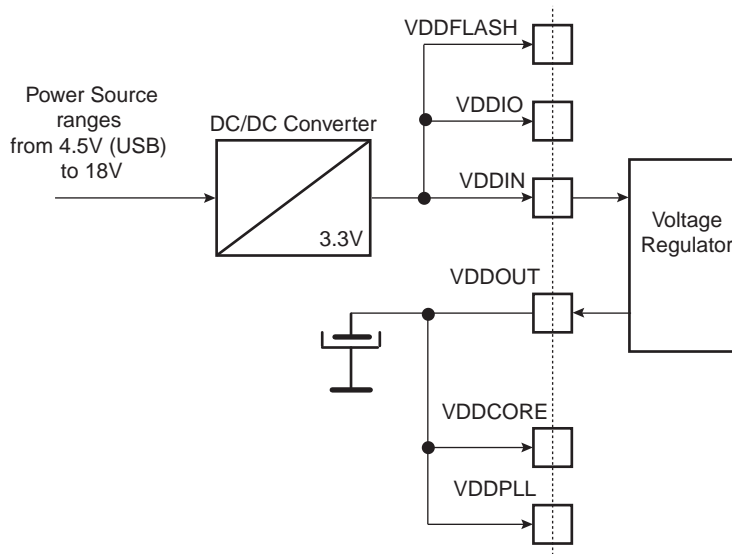 VDDFLASH
Power Source
ranges
from 4.5V (USB)
to 18V
DC/DC Converter
3.3V
VDDIO
VDDIN
Voltage
Regulator
VDDOUT
VDDCORE
VDDPLL